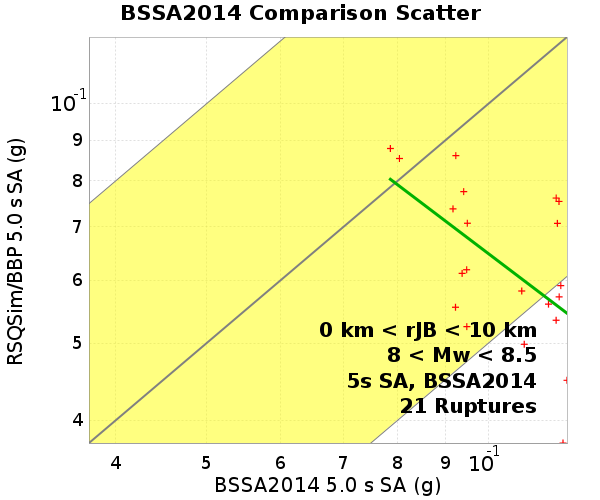 BSSA2014 Comparison Scatter
RSQSim/BBP 5.0 s SA (g)
10-1
9
8
7
6
5
4
0 km < rJB < 10 km
8 < Mw < 8.5
5s SA, BSSA2014
21 Ruptures
4 5 6 7 8 9 10-1
BSSA2014 5.0 s SA (g)